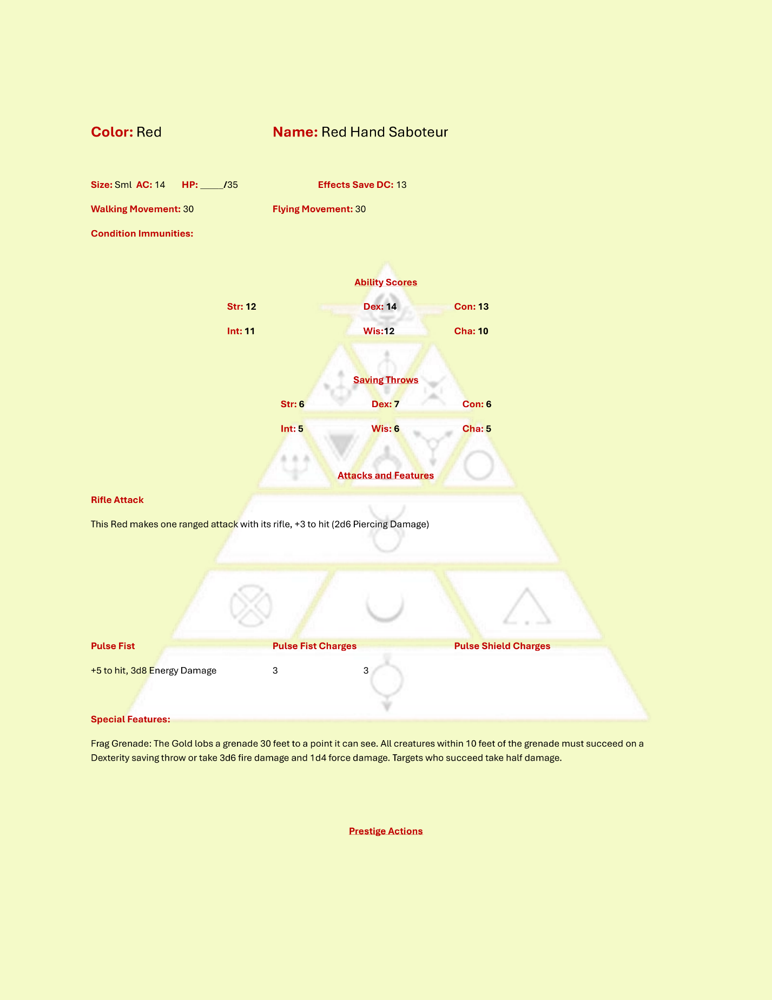 Color: Red Name: Red Hand Saboteur
Size: Sml AC: 14 HP: _____/35 Effects Save DC: 13
Walking Movement: 30 Flying Movement: 30
Condition Immunities:
Ability Scores
Str: 12 Dex: 14 Con: 13
Int: 11 Wis:12 Cha: 10
Saving Throws
Str: 6 Dex: 7 Con: 6
Int: 5 Wis: 6 Cha: 5
Attacks and Features
Rifle Attack
This Red makes one ranged attack with its rifle, +3 to hit (2d6 Piercing Damage)
Pulse Fist Pulse Fist Charges Pulse Shield Charges
+5 to hit, 3d8 Energy Damage 3 3
Special Features:
Frag Grenade: The Gold lobs a grenade 30 feet to a point it can see. All creatures within 10 feet of the grenade must succeed on a
Dexterity saving throw or take 3d6 fire damage and 1d4 force damage. Targets who succeed take half damage.
Prestige Actions